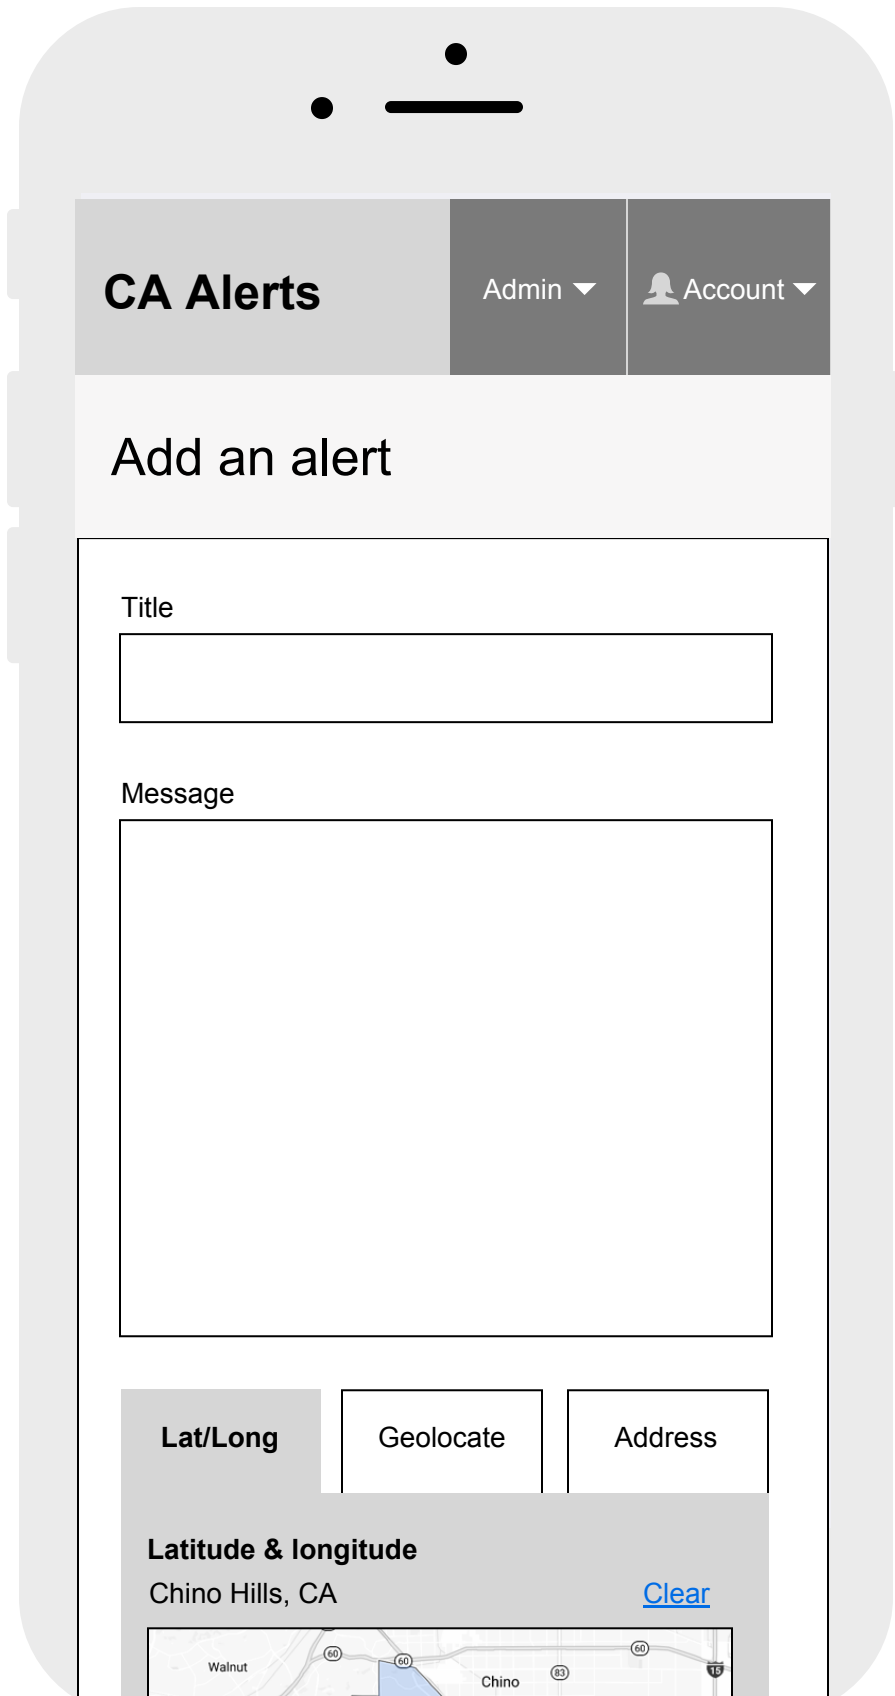 CA Alerts
Admin
Account
Add an alert
Title
Message
Lat/Long
Geolocate
Address
Latitude & longitude
Chino Hills, CA
Clear
60
60
60
Walnut
Chino
83
15